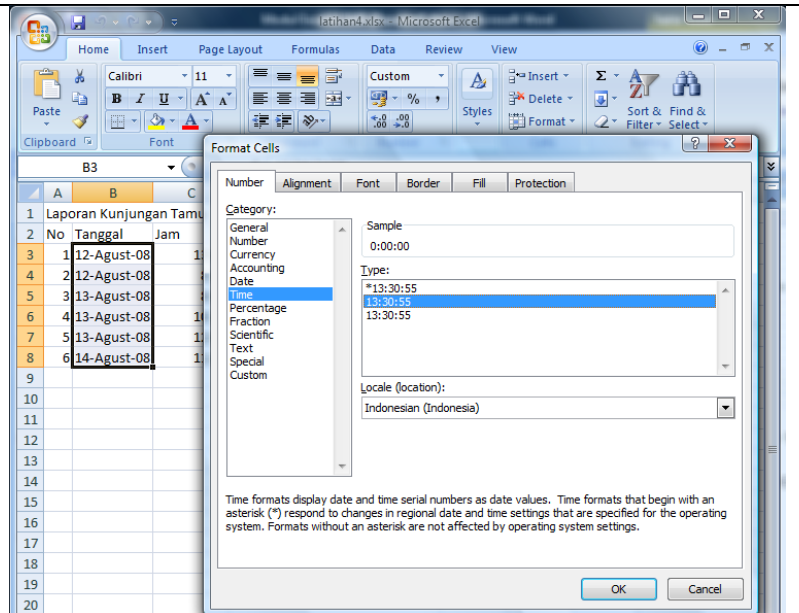 latihan4.xlsx - Microsoft Excel
Home Insert Page Layout Formulas Data Review View
Paste
Calibri 11
B I U A A
Custom
% ,
Styles
Insert
Delete
Format
Σ
Sort & Filter
Find & Select
Clipboard
Font
B3
A B C
1 Laporan Kunjungan Tamu
2 No Tanggal Jam
3 1 12-Agust-08
4 2 12-Agust-08
5 3 13-Agust-08
6 4 13-Agust-08
7 5 13-Agust-08
8 6 14-Agust-08
9
10
11
12
13
14
15
16
17
18
19
20
Format Cells
Number Alignment Font Border Fill Protection
Category:
General
Number
Currency
Accounting
Date
Time
Percentage
Fraction
Scientific
Text
Special
Custom
Sample
0:00:00
Type:
*13:30:55
13:30:55
13:30:55
Locale (location):
Indonesian (Indonesia)
Time formats display date and time serial numbers as date values. Time formats that begin with an
asterisk (*) respond to changes in regional date and time settings that are specified for the operating
system. Formats without an asterisk are not affected by operating system settings.
OK Cancel